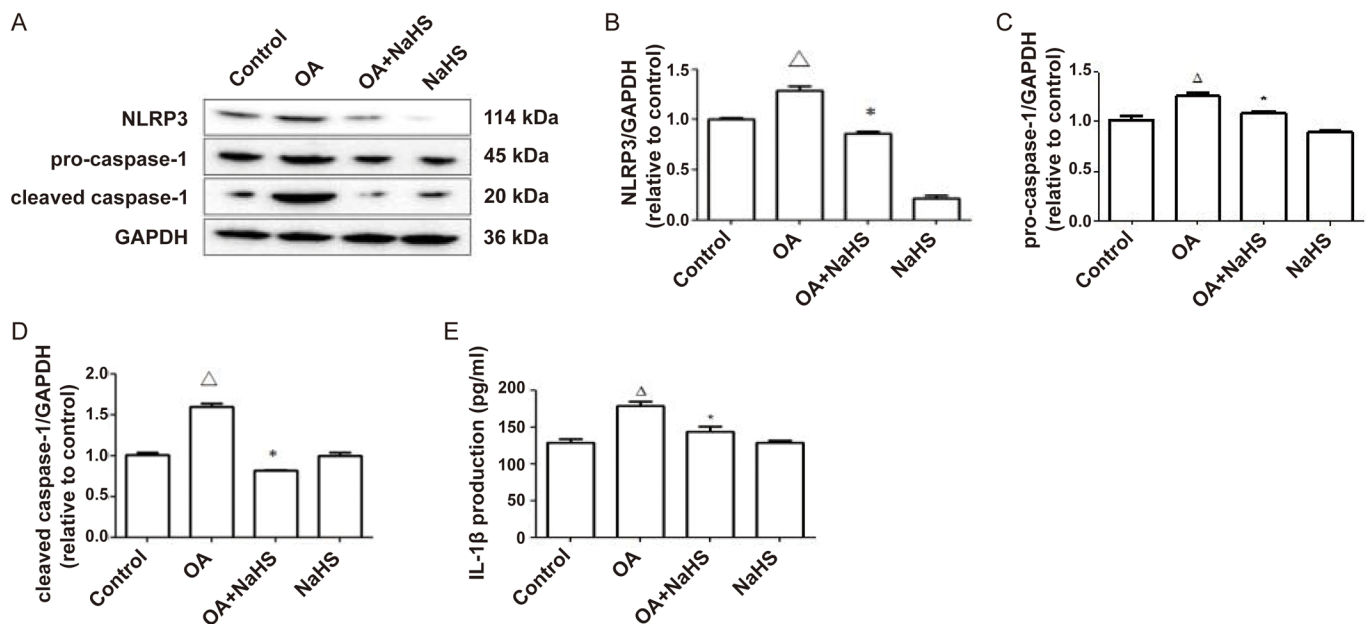 A
Control
OA
OA+NaHS
NaHS
NLRP3
114 kDa
pro-caspase-1
45 kDa
cleaved caspase-1
20 kDa
GAPDH
36 kDa
B
NLRP3/GAPDH
(relative to control)
1.5
1.0
0.5
0.0
△
*
Control
OA
OA+NaHS
NaHS
C
pro-caspase-1/GAPDH
(relative to control)
1.5
1.0
0.5
0.0
△
*
Control
OA
OA+NaHS
NaHS
D
cleaved caspase-1/GAPDH
(relative to control)
2.0
1.5
1.0
0.5
0.0
△
*
Control
OA
OA+NaHS
NaHS
E
IL-1β production (pg/ml)
200
150
100
50
0
△
*
Control
OA
OA+NaHS
NaHS